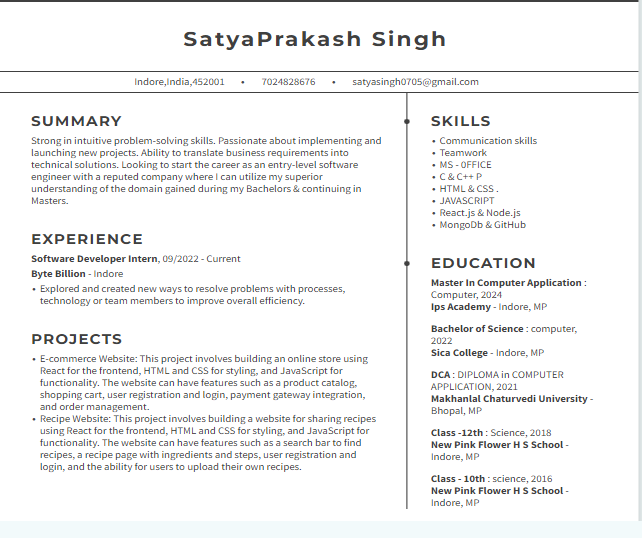 SatyaPrakash Singh
Indore,India,452001 • 7024828676 • satyasingh0705@gmail.com
SUMMARY
Strong in intuitive problem-solving skills. Passionate about implementing and
launching new projects. Ability to translate business requirements into
technical solutions. Looking to start the career as an entry-level software
engineer with a reputed company where I can utilize my superior
understanding of the domain gained during my Bachelors & continuing in
Masters.
EXPERIENCE
Software Developer Intern, 09/2022 - Current
Byte Billion - Indore
• Explored and created new ways to resolve problems with processes,
technology or team members to improve overall efficiency.
PROJECTS
• E-commerce Website: This project involves building an online store using
React for the frontend, HTML and CSS for styling, and JavaScript for
functionality. The website can have features such as a product catalog,
shopping cart, user registration and login, payment gateway integration,
and order management.
• Recipe Website: This project involves building a website for sharing recipes
using React for the frontend, HTML and CSS for styling, and JavaScript for
functionality. The website can have features such as a search bar to find
recipes, a recipe page with ingredients and steps, user registration and
login, and the ability for users to upload their own recipes.
SKILLS
• Communication skills
• Teamwork
• MS - 0FFICE
• C & C++ P
• HTML & CSS .
• JAVASCRIPT
• React.js & Node.js
• MongoDb & GitHub
EDUCATION
Master In Computer Application :
Computer, 2024
Ips Academy - Indore, MP
Bachelor of Science : computer,
2022
Sica College - Indore, MP
DCA : DIPLOMA in COMPUTER
APPLICATION, 2021
Makhanlal Chaturvedi University -
Bhopal, MP
Class -12th : Science, 2018
New Pink Flower H S School -
Indore, MP
Class - 10th : science, 2016
New Pink Flower H S School -
Indore, MP